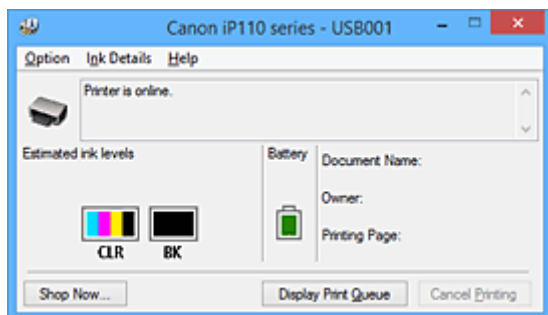 Canon iP110 series - USB001
Option Ink Details Help
Printer is online.
Estimated ink levels
Battery
Document Name:
Owner:
Printing Page:
CLR BK
Shop Now... Display Print Queue Cancel Printing